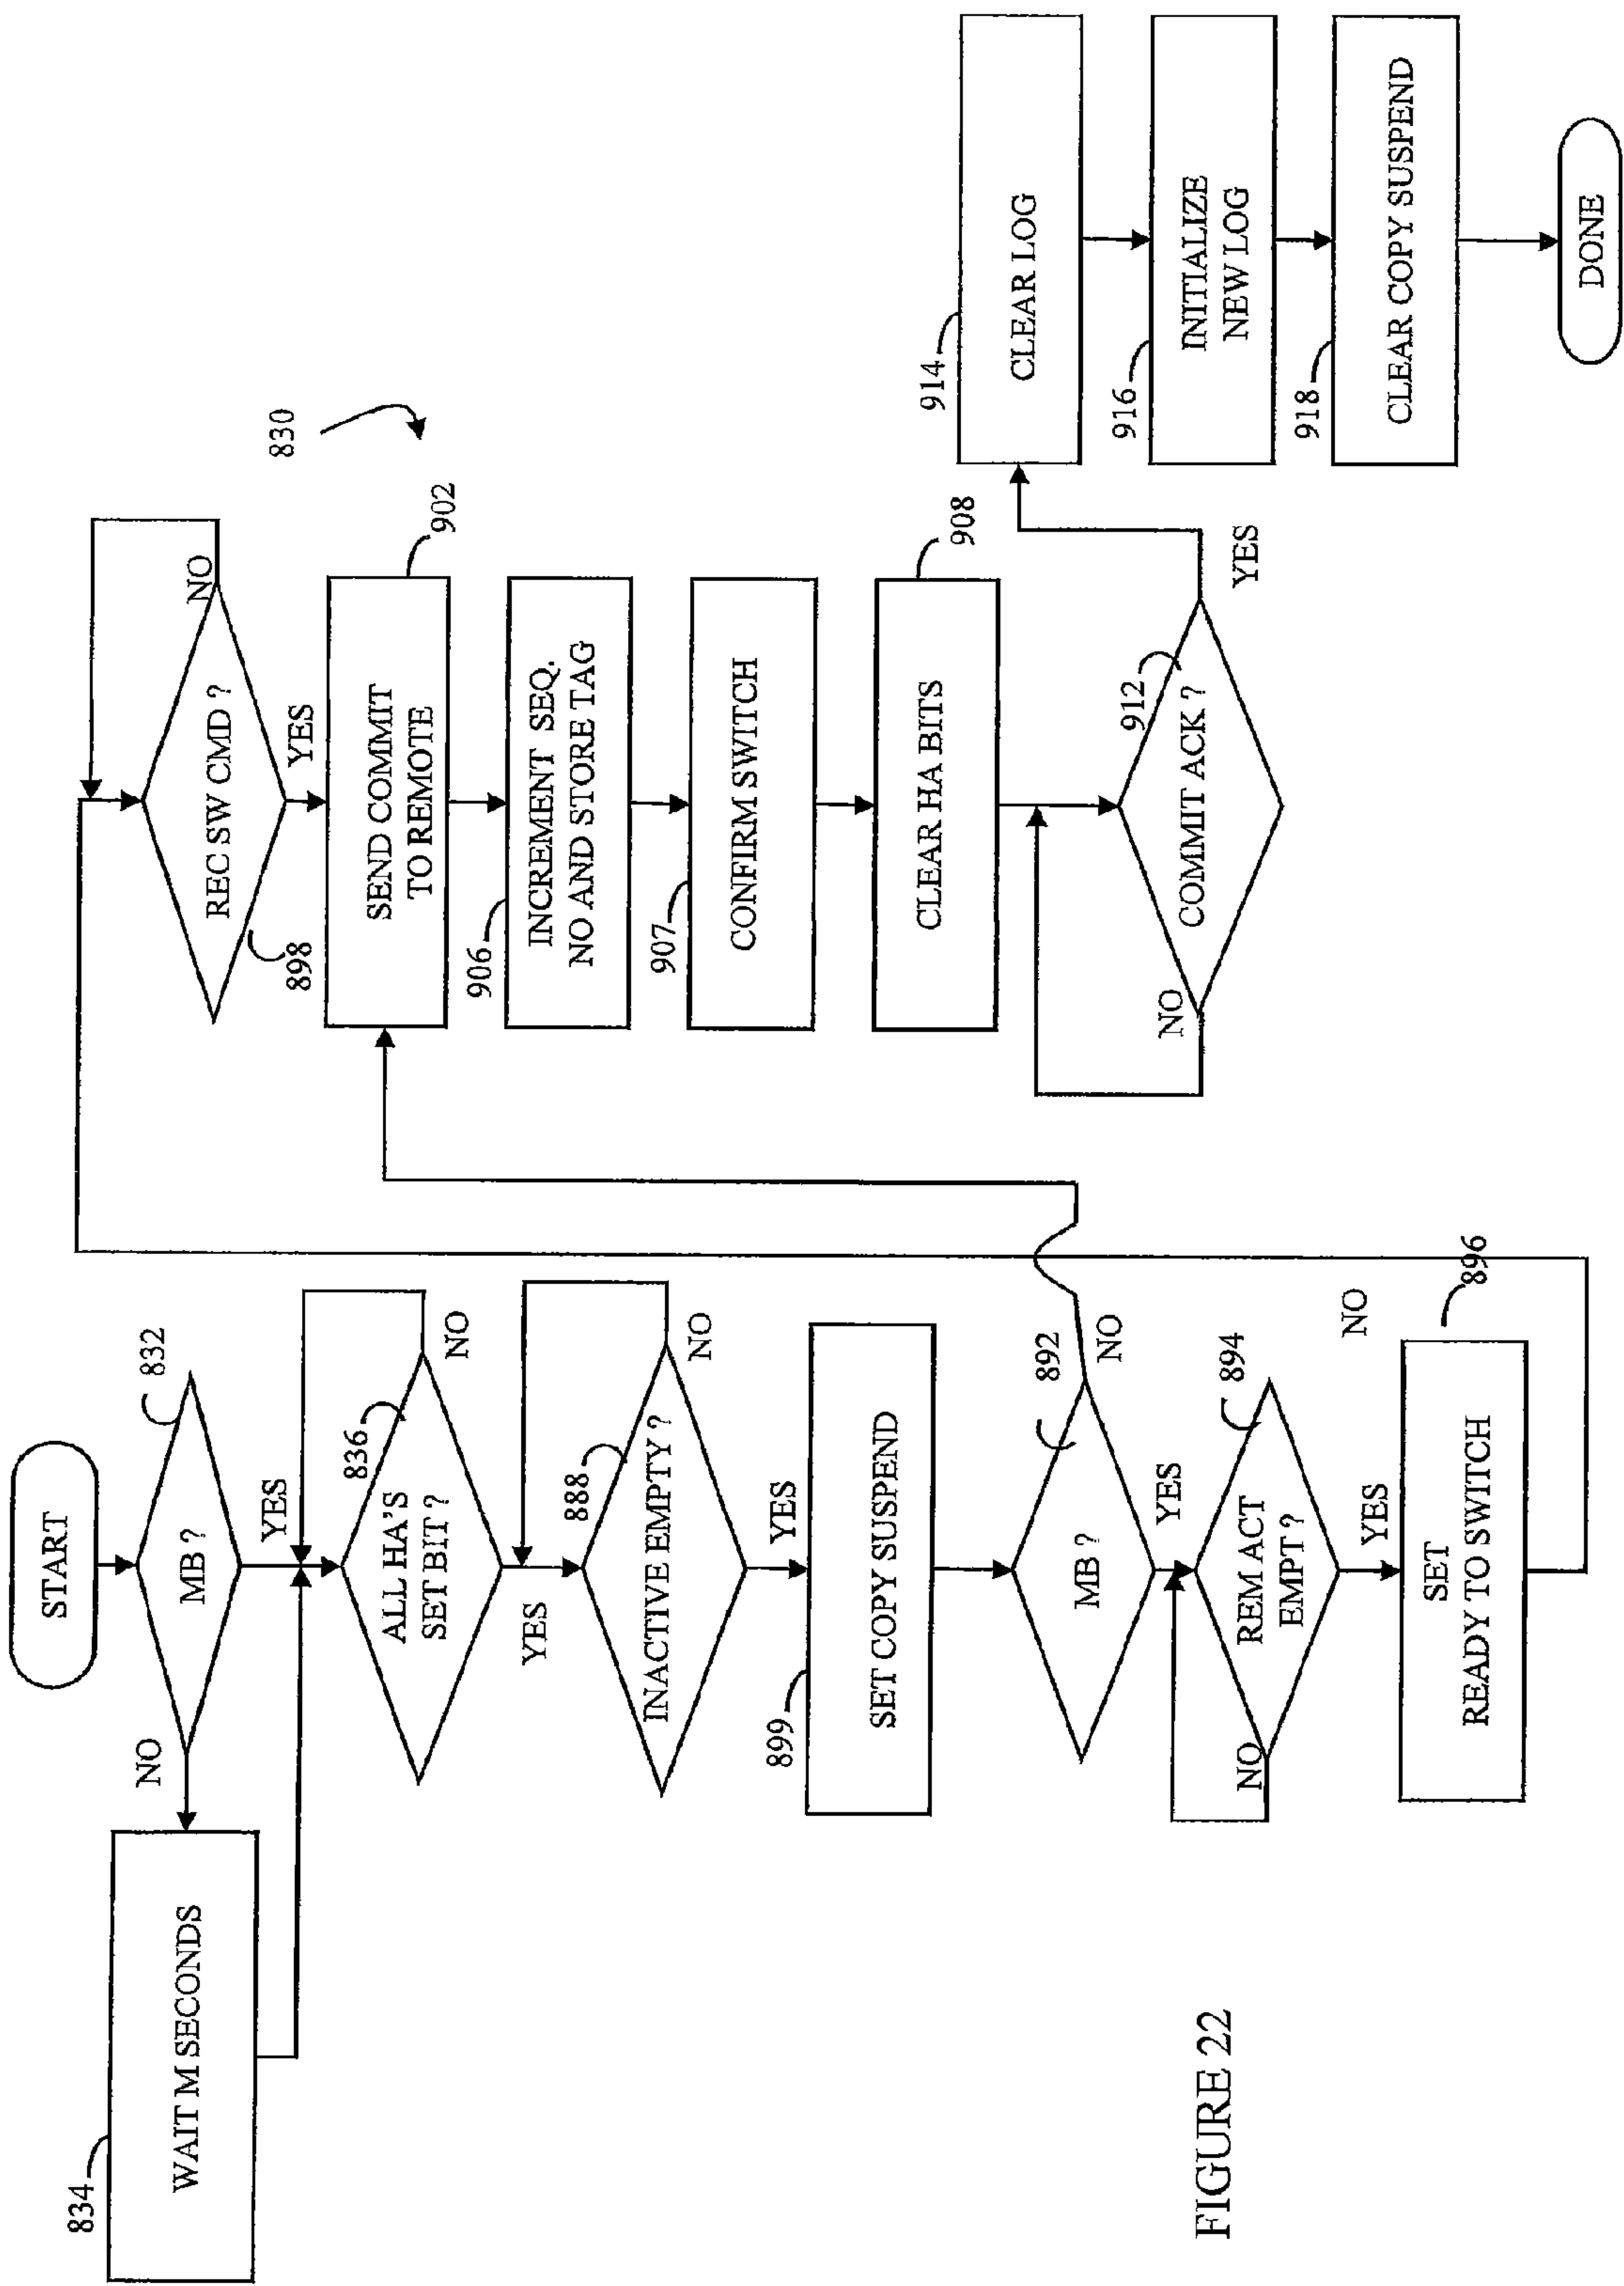 START
832
MB ?
NO
YES
834
WAIT M SECONDS
836
ALL HA'S
SET BIT ?
NO
YES
888
INACTIVE EMPTY ?
NO
YES
899
SET COPY SUSPEND
892
MB ?
NO
YES
894
REM ACT
EMPT ?
NO
NO
YES
896
SET
READY TO SWITCH
830
REC SW CMD ?
NO
898
YES
902
SEND COMMIT
TO REMOTE
906
INCREMENT SEQ.
NO AND STORE TAG
907
CONFIRM SWITCH
908
CLEAR HA BITS
912
COMMIT ACK ?
NO
YES
914
CLEAR LOG
916
INITIALIZE
NEW LOG
918
CLEAR COPY SUSPEND
DONE
FIGURE 22